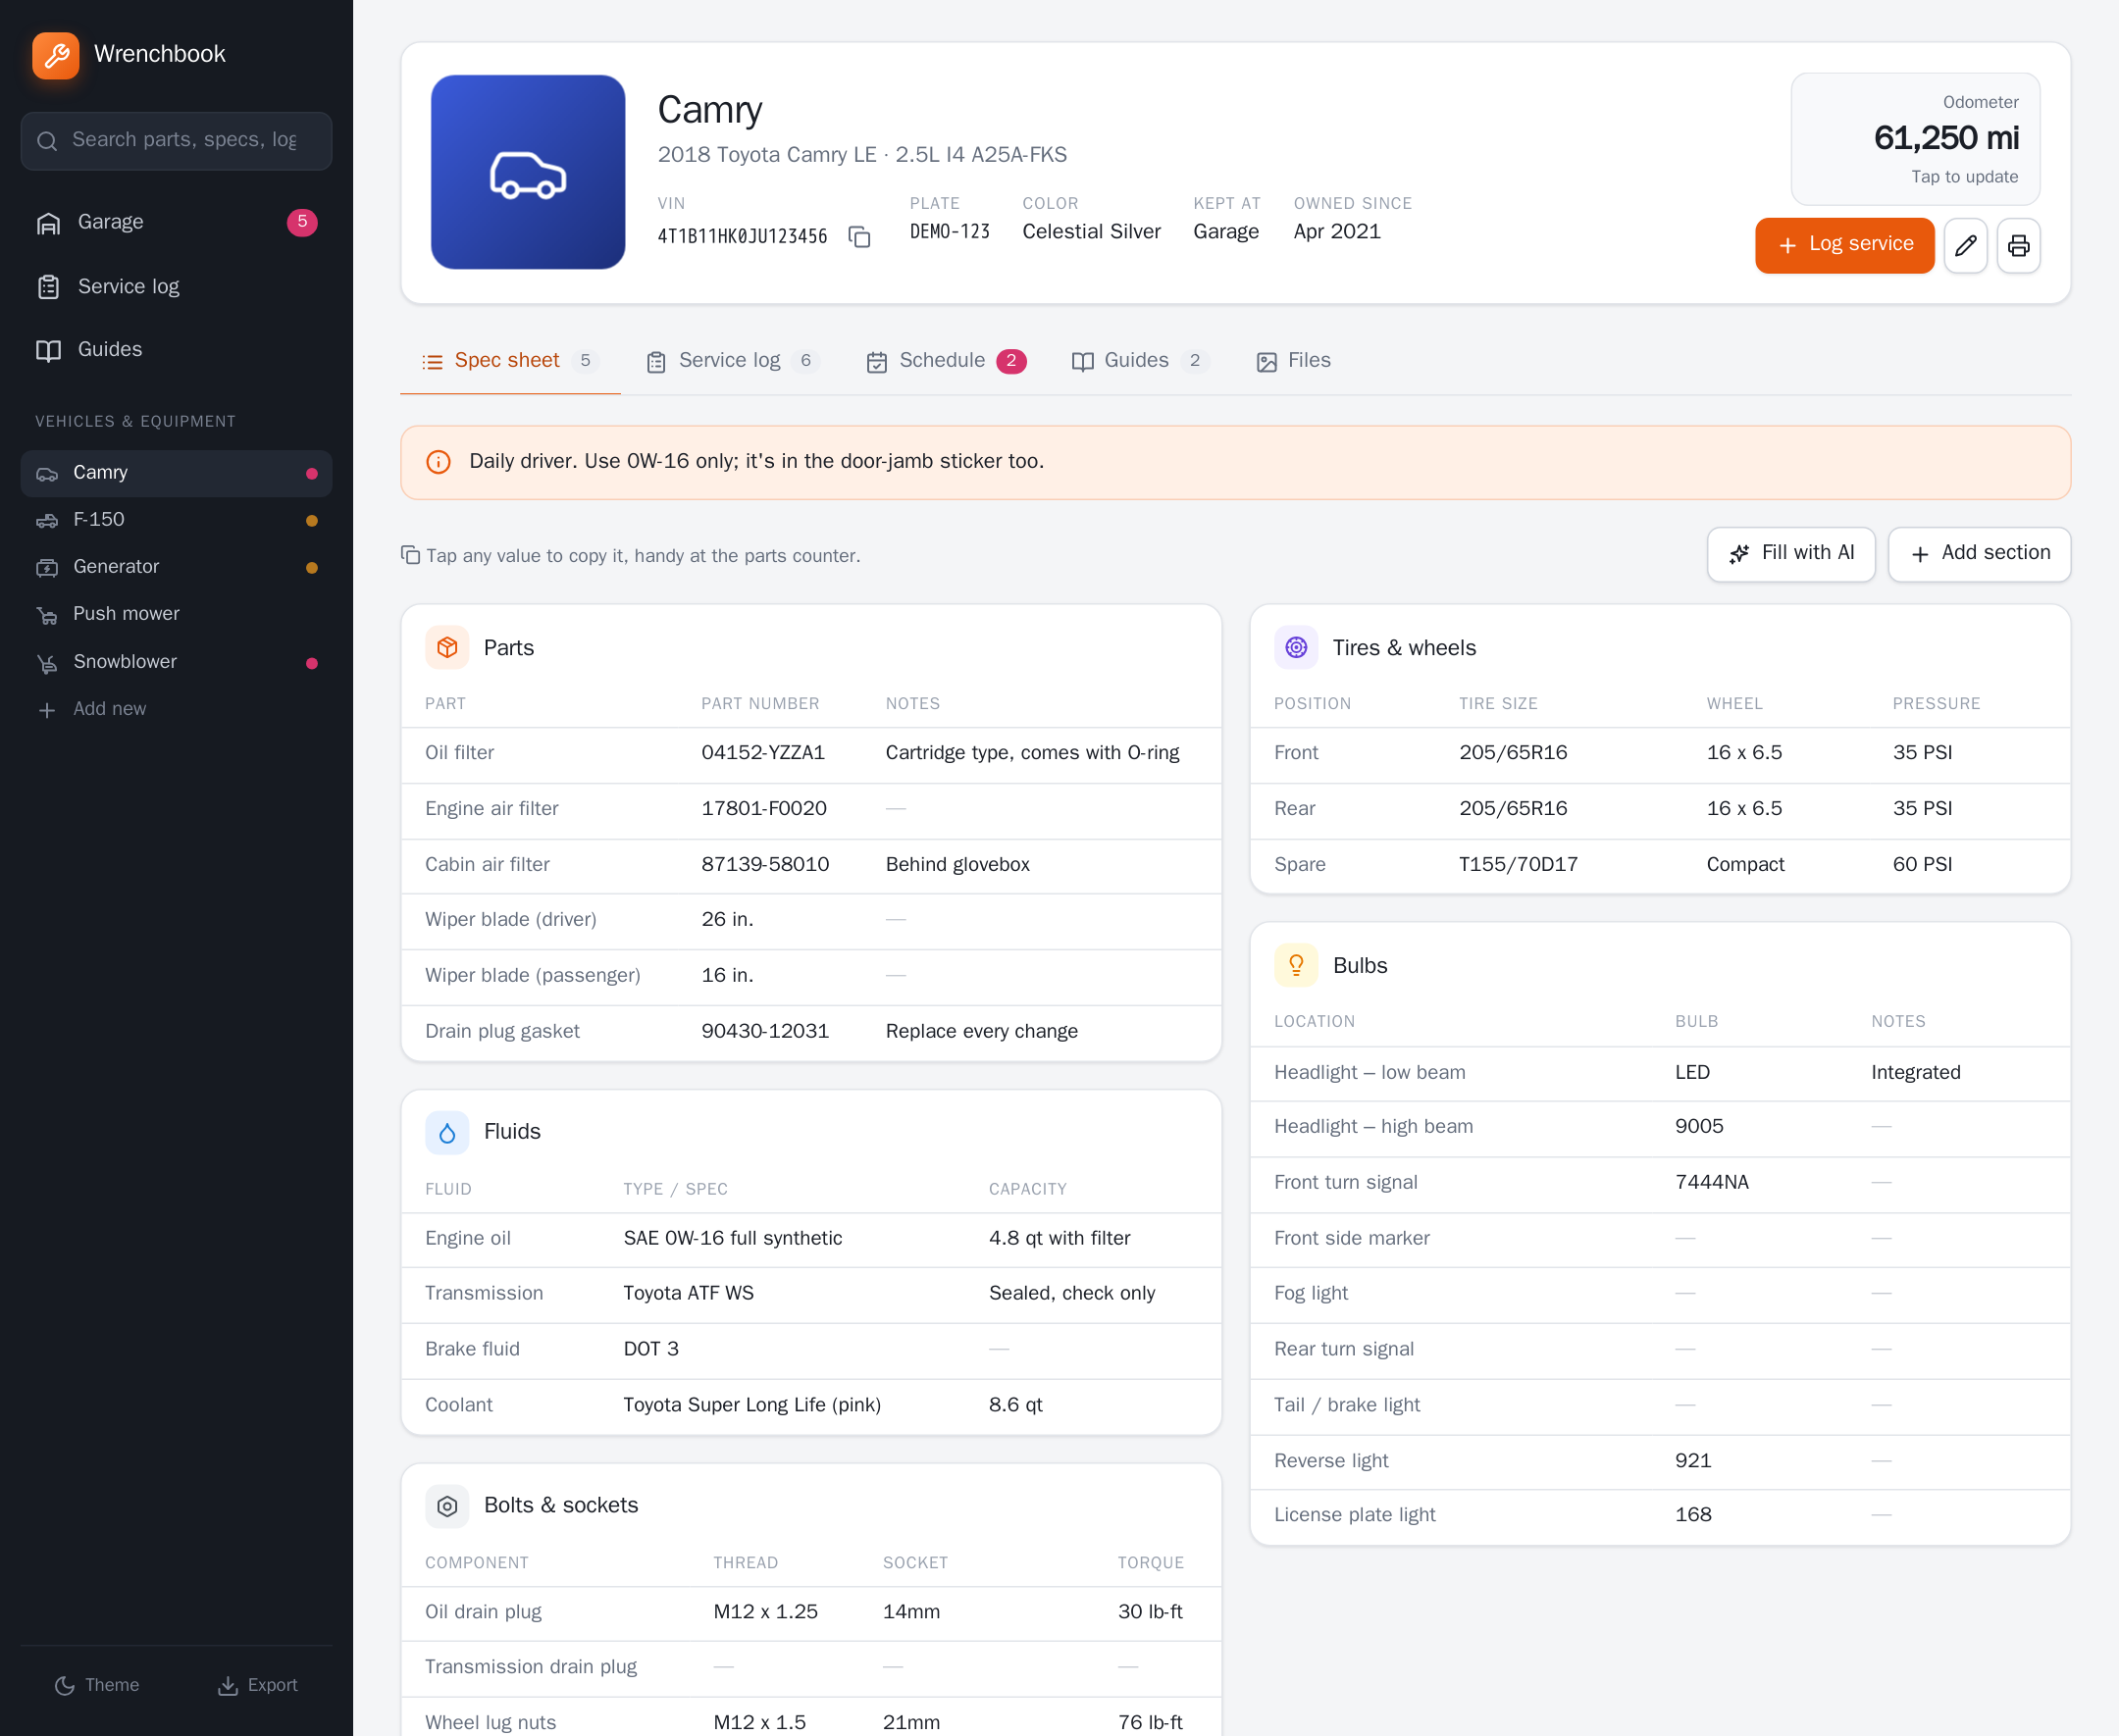 Wrenchbook
Search parts, specs, log
Garage 5
Service log
Guides
VEHICLES & EQUIPMENT
Camry
F-150
Generator
Push mower
Snowblower
Add new
Theme Export
Camry
2018 Toyota Camry LE · 2.5L I4 A25A-FKS
VIN PLATE COLOR KEPT AT OWNED SINCE
4T1B11HK0JU123456 DEMO-123 Celestial Silver Garage Apr 2021
Odometer
61,250 mi
Tap to update
Log service
Spec sheet 5 Service log 6 Schedule 2 Guides 2 Files
Daily driver. Use 0W-16 only; it's in the door-jamb sticker too.
Tap any value to copy it, handy at the parts counter.
Fill with AI Add section
Parts
PART PART NUMBER NOTES
Oil filter 04152-YZZA1 Cartridge type, comes with O-ring
Engine air filter 17801-F0020 —
Cabin air filter 87139-58010 Behind glovebox
Wiper blade (driver) 26 in. —
Wiper blade (passenger) 16 in. —
Drain plug gasket 90430-12031 Replace every change
Fluids
FLUID TYPE / SPEC CAPACITY
Engine oil SAE 0W-16 full synthetic 4.8 qt with filter
Transmission Toyota ATF WS Sealed, check only
Brake fluid DOT 3 —
Coolant Toyota Super Long Life (pink) 8.6 qt
Bolts & sockets
COMPONENT THREAD SOCKET TORQUE
Oil drain plug M12 x 1.25 14mm 30 lb-ft
Transmission drain plug — — —
Wheel lug nuts M12 x 1.5 21mm 76 lb-ft
Tires & wheels
POSITION TIRE SIZE WHEEL PRESSURE
Front 205/65R16 16 x 6.5 35 PSI
Rear 205/65R16 16 x 6.5 35 PSI
Spare T155/70D17 Compact 60 PSI
Bulbs
LOCATION BULB NOTES
Headlight – low beam LED Integrated
Headlight – high beam 9005 —
Front turn signal 7444NA —
Front side marker — —
Fog light — —
Rear turn signal — —
Tail / brake light — —
Reverse light 921 —
License plate light 168 —